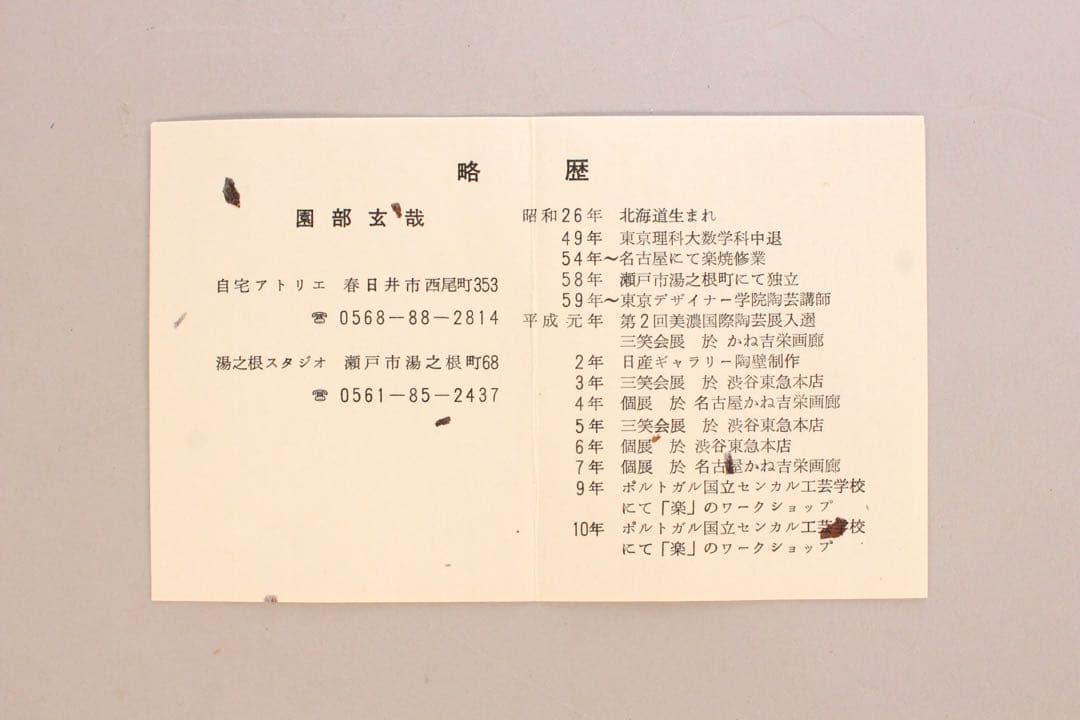 略歴
園部玄哉
自宅アトリエ 春日井市西尾町353
☎ 0568-88-2814
湯之根スタジオ 瀬戸市湯之根町68
☎ 0561-85-2437
昭和26年 北海道生まれ
49年 東京理科大数学科中退
54年～名古屋にて楽焼修業
58年 瀬戸市湯之根町にて独立
59年～東京デザイナー学院陶芸講師
平成元年 第2回美濃国際陶芸展入選
三笑会展 於 かね吉栄画廊
2年 日産ギャラリー陶壁制作
3年 三笑会展 於 渋谷東急本店
4年 個展 於 名古屋かね吉栄画廊
5年 三笑会展 於 渋谷東急本店
6年 個展 於 渋谷東急本店
7年 個展 於 名古屋かね吉栄画廊
9年 ポルトガル国立センカル工芸学校
にて「楽」のワークショップ
10年 ポルトガル国立センカル工芸学校
にて「楽」のワークショップ